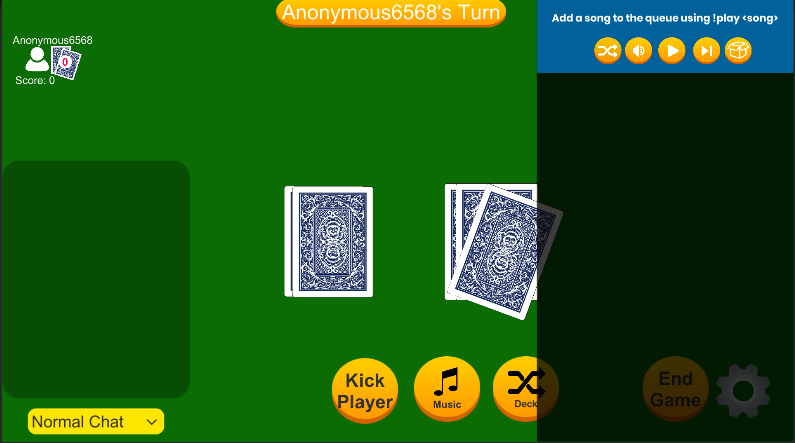 Anonymous6568's Turn
Add a song to the queue using !play <song>
Anonymous6568
0
Score: 0
Kick
Player
Music
Deck
End
Game
Normal Chat